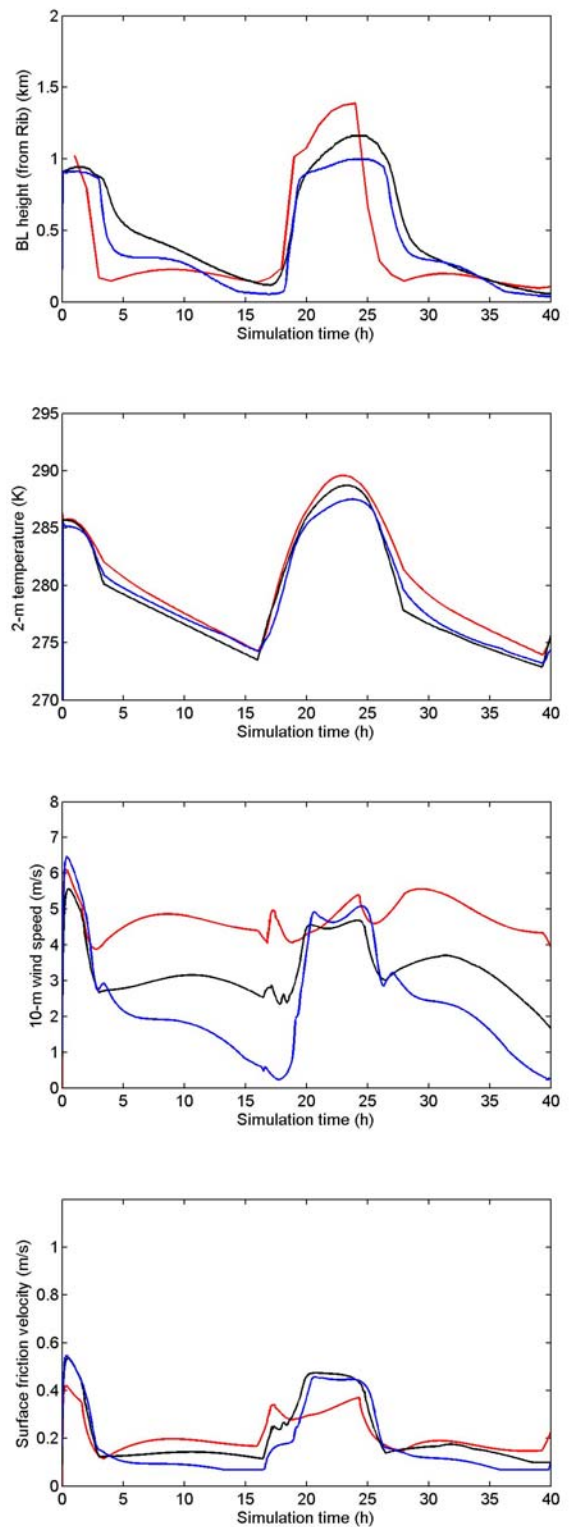 2
1.5
1
0.5
0
BL height (from Rib) (km)
0 5 10 15 20 25 30 35 40
Simulation time (h)
295
290
285
280
275
270
2-m temperature (K)
0 5 10 15 20 25 30 35 40
Simulation time (h)
8
7
6
5
4
3
2
1
0
10-m wind speed (m/s)
0 5 10 15 20 25 30 35 40
Simulation time (h)
1
0.8
0.6
0.4
0.2
0
Surface friction velocity (m/s)
0 5 10 15 20 25 30 35 40
Simulation time (h)